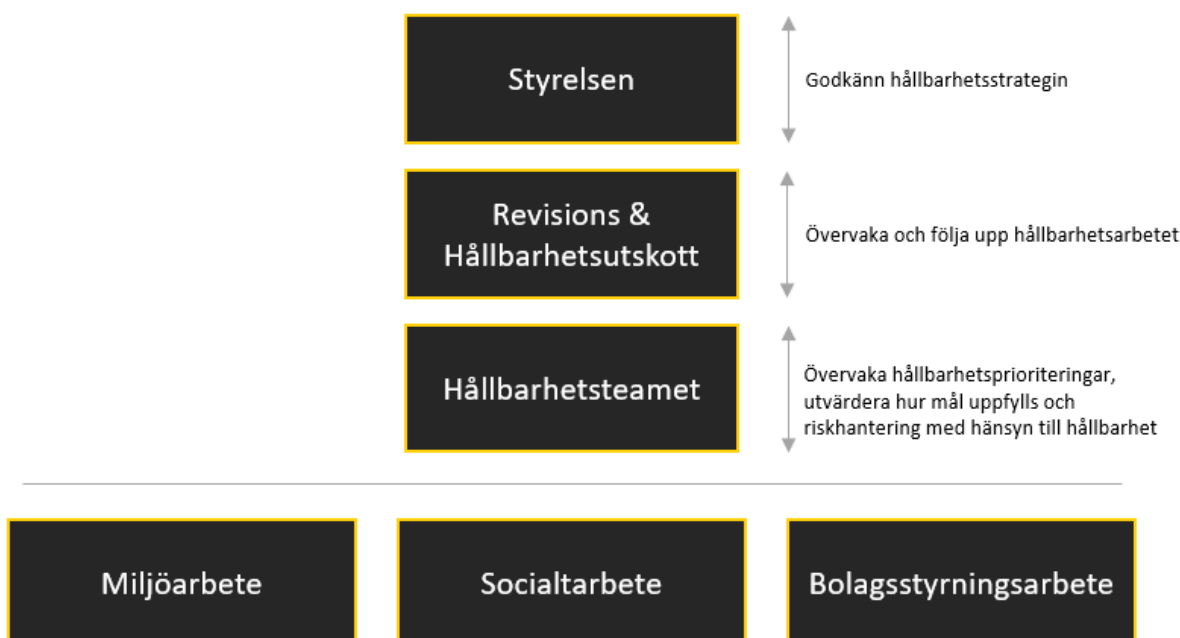 Styrelsen
Godkänn hållbarhetsstrategin
Revisions &
Hållbarhetsutskott
Övervaka och följa upp hållbarhetsarbetet
Hållbarhetsteamet
Övervaka hållbarhetsprioriteringar,
utvärdera hur mål uppfylls och
riskhantering med hänsyn till hållbarhet
Miljöarbete
Socialtarbete
Bolagsstyrningsarbete